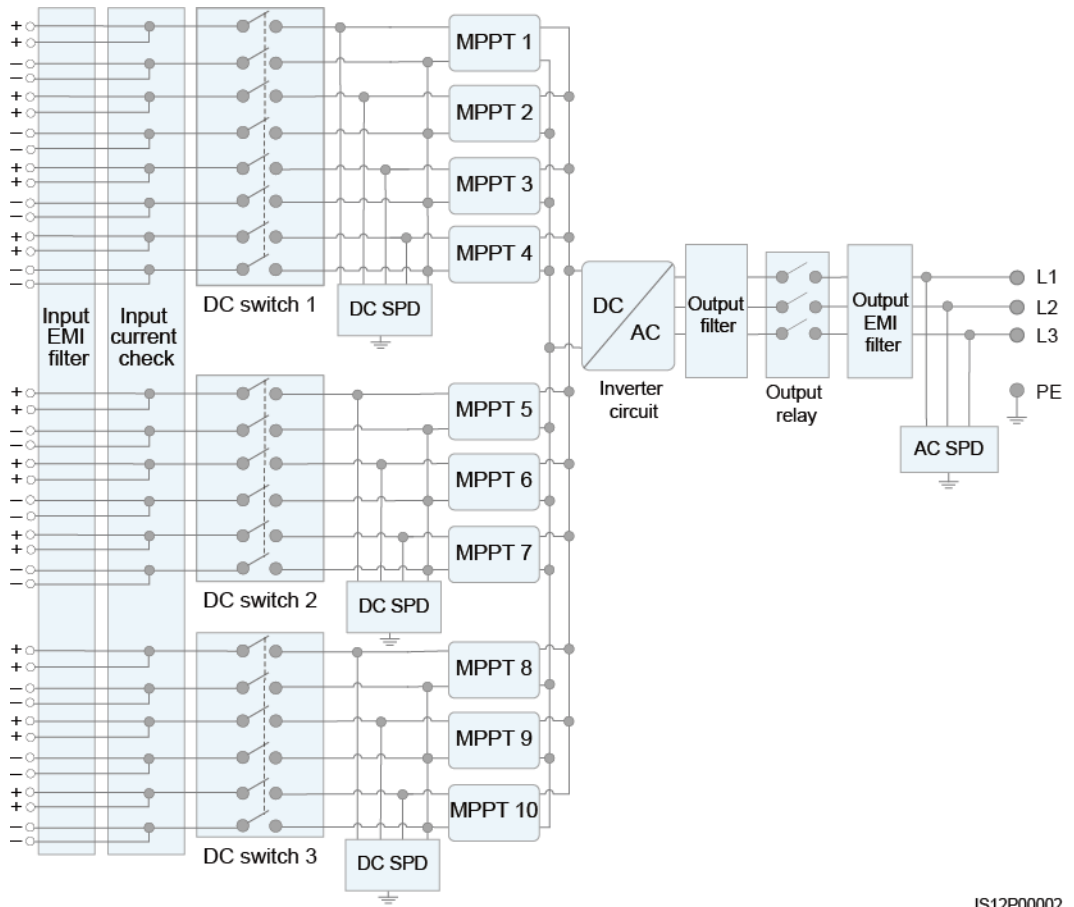 +
+
−
−
+
+
−
−
+
+
−
−
+
+
−
−
MPPT 1
MPPT 2
MPPT 3
MPPT 4
DC switch 1
DC SPD
Input
EMI
filter
Input
current
check
+
+
−
−
+
+
−
−
+
+
−
−
MPPT 5
MPPT 6
MPPT 7
DC switch 2
DC SPD
+
+
−
−
+
+
−
−
+
+
−
−
MPPT 8
MPPT 9
MPPT 10
DC switch 3
DC SPD
DC
AC
Inverter
circuit
Output
filter
Output
relay
Output
EMI
filter
L1
L2
L3
PE
AC SPD
IS12P00002